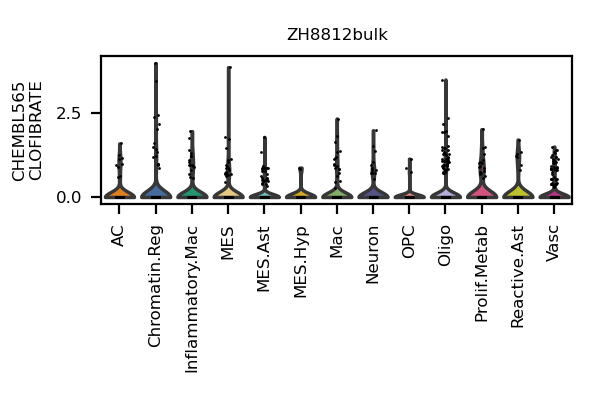 ZH8812bulk
CHEMBL565
CLOFIBRATE
2.5
0.0
AC
Chromatin.Reg
Inflammatory.Mac
MES
MES.Ast
MES.Hyp
Mac
Neuron
OPC
Oligo
Prolif.Metab
Reactive.Ast
Vasc